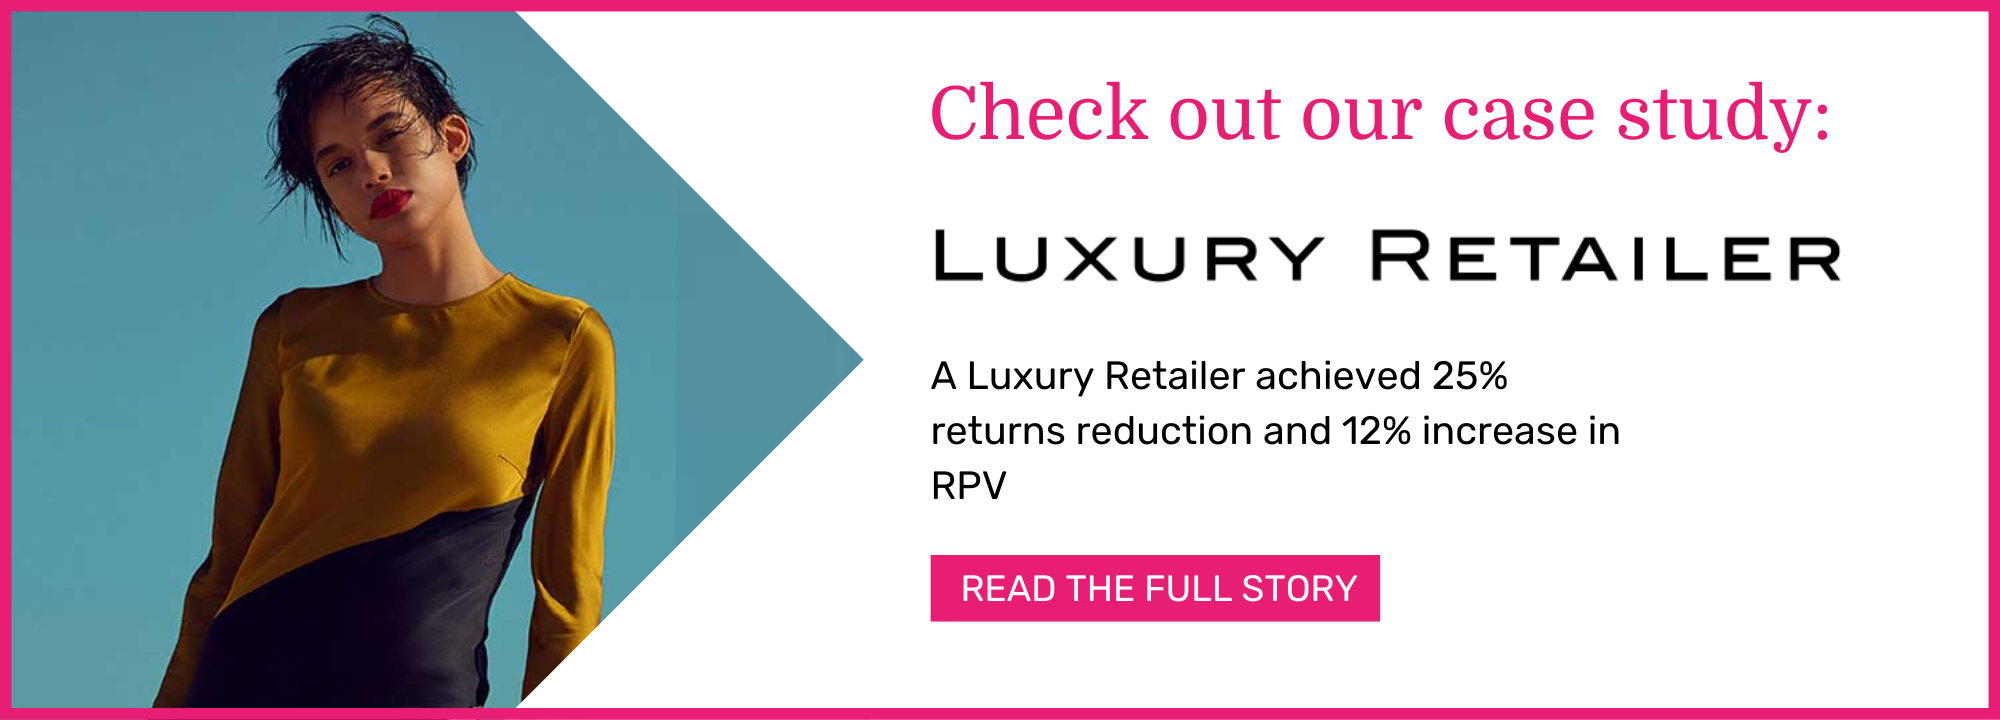 Check out our case study:
LUXURY RETAILER
A Luxury Retailer achieved 25%
returns reduction and 12% increase in
RPV
READ THE FULL STORY